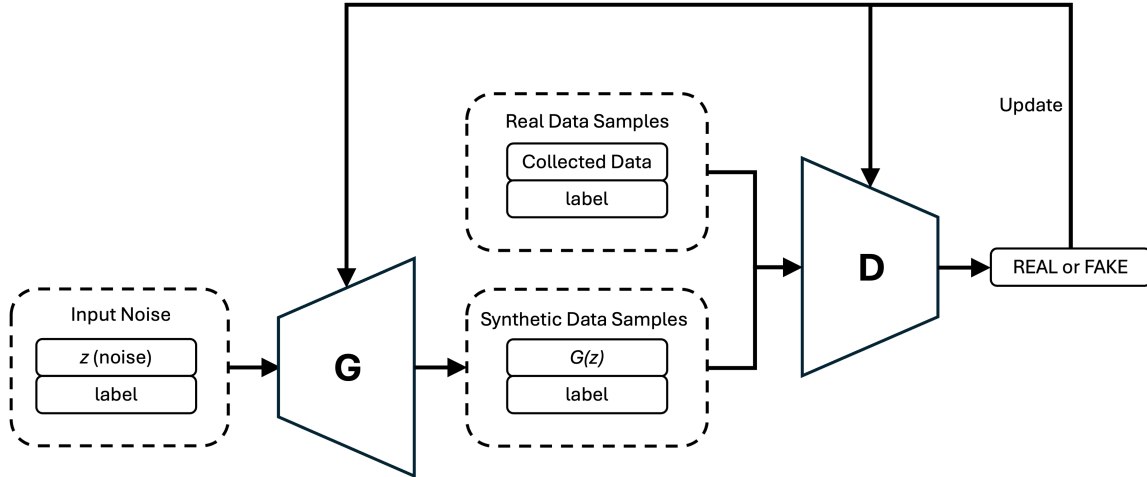 Update
Real Data Samples
Collected Data
label
D
REAL or FAKE
Input Noise
z (noise)
label
G
Synthetic Data Samples
G(z)
label